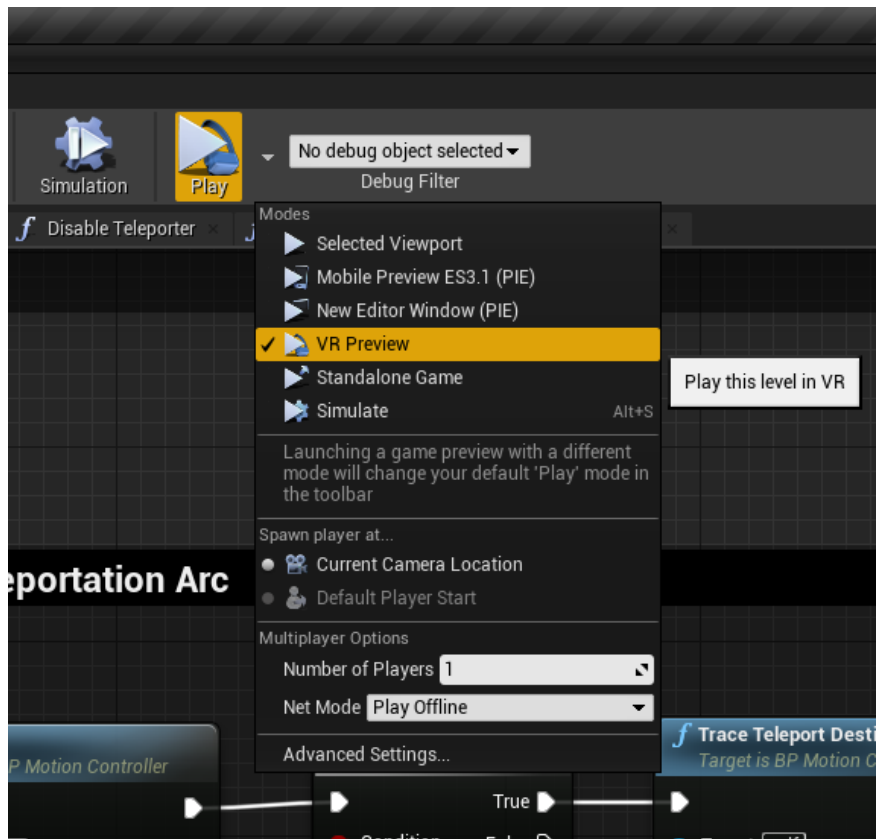 Simulation
Play
No debug object selected
Debug Filter
Disable Teleporter
Modes
Selected Viewport
Mobile Preview ES3.1 (PIE)
New Editor Window (PIE)
VR Preview
Standalone Game
Simulate Alt+S
Play this level in VR
Launching a game preview with a different
mode will change your default 'Play' mode in
the toolbar
Spawn player at...
Current Camera Location
Default Player Start
eportation Arc
Multiplayer Options
Number of Players 1
Net Mode Play Offline
Advanced Settings...
f Trace Teleport Desti
Target is BP Motion C
P Motion Controller
True